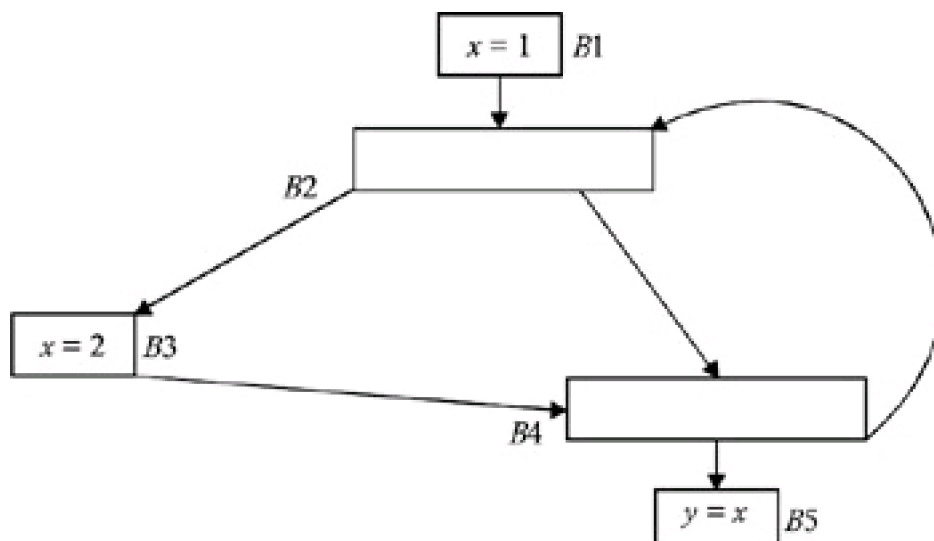 x = 1 B1
B2
x = 2 B3
B4
y = x B5